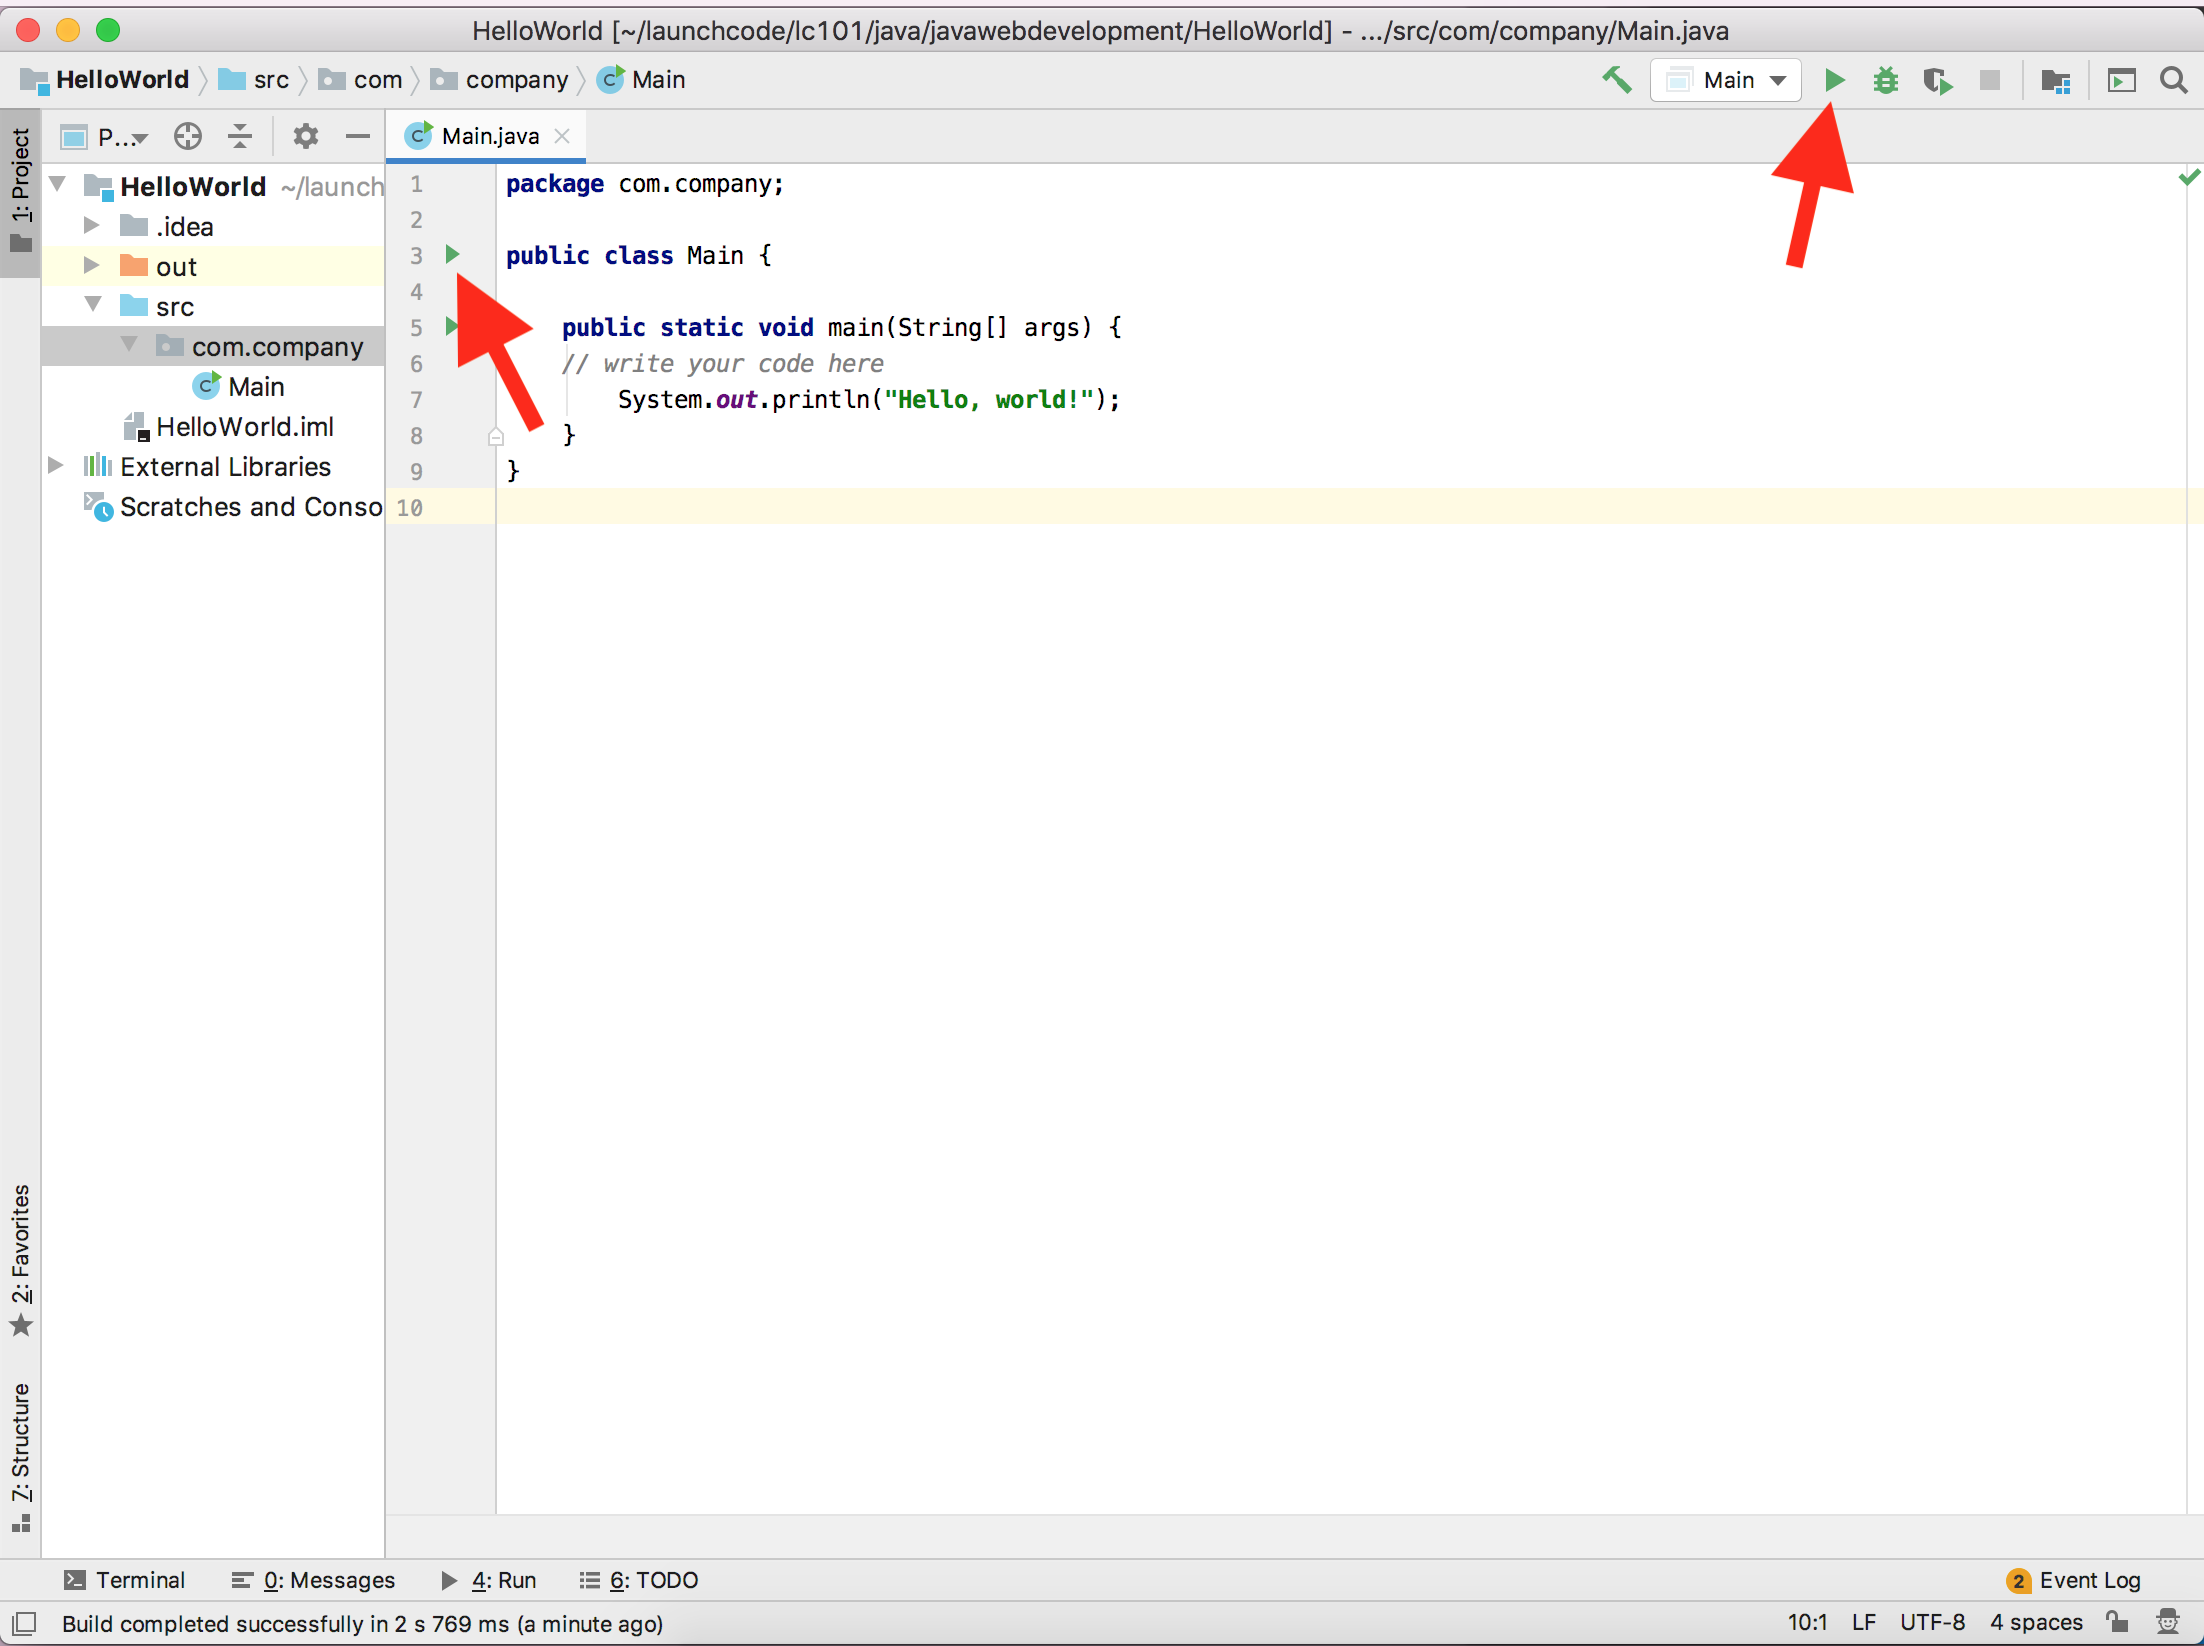 HelloWorld [~/launchcode/lc101/java/javawebdevelopment/HelloWorld] - .../src/com/company/Main.java
HelloWorld src com company Main
Main
1: Project
P...
Main.java
HelloWorld ~/launch
.idea
out
src
com.company
Main
HelloWorld.iml
External Libraries
Scratches and Conso
1 package com.company;
2
3 public class Main {
4
5 public static void main(String[] args) {
6 // write your code here
7 System.out.println("Hello, world!");
8 }
9 }
10
2: Favorites
7: Structure
Terminal 0: Messages 4: Run 6: TODO
2 Event Log
Build completed successfully in 2 s 769 ms (a minute ago)
10:1 LF UTF-8 4 spaces